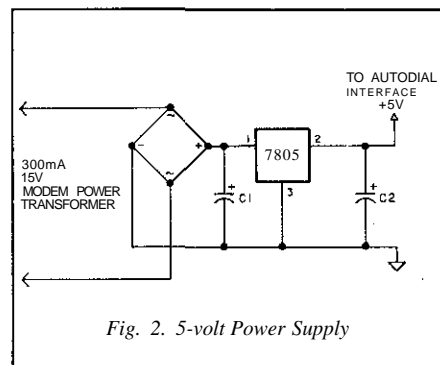 TO AUTODIAL
INTERFACE
+5V
~
- +
~
1 7805 2
3
+
C1
+
C2
300mA
15V
MODEM POWER
TRANSFORMER
Fig. 2. 5-volt Power Supply